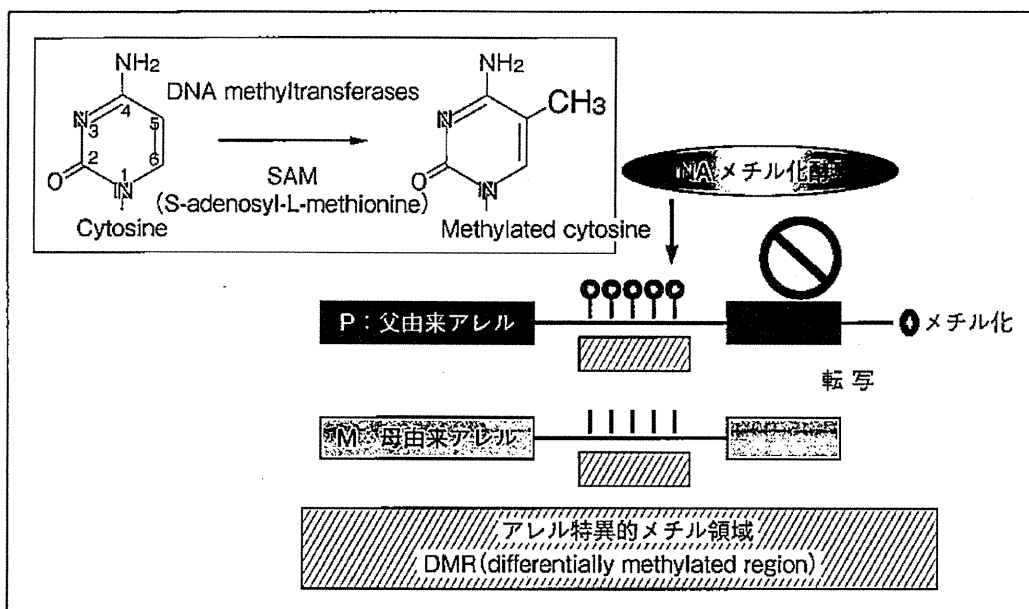 NH2
DNA methyltransferases
N
3
4
5
2
1
6
O
N
SAM
(S-adenosyl-L-methionine)
Cytosine
NH2
CH3
N
O
N
Methylated cytosine
NA メチル化酵
P：父由来アレル
メチル化
転写
M 母由来アレル
アレル特異的メチル領域
DMR(differentially methylated region)